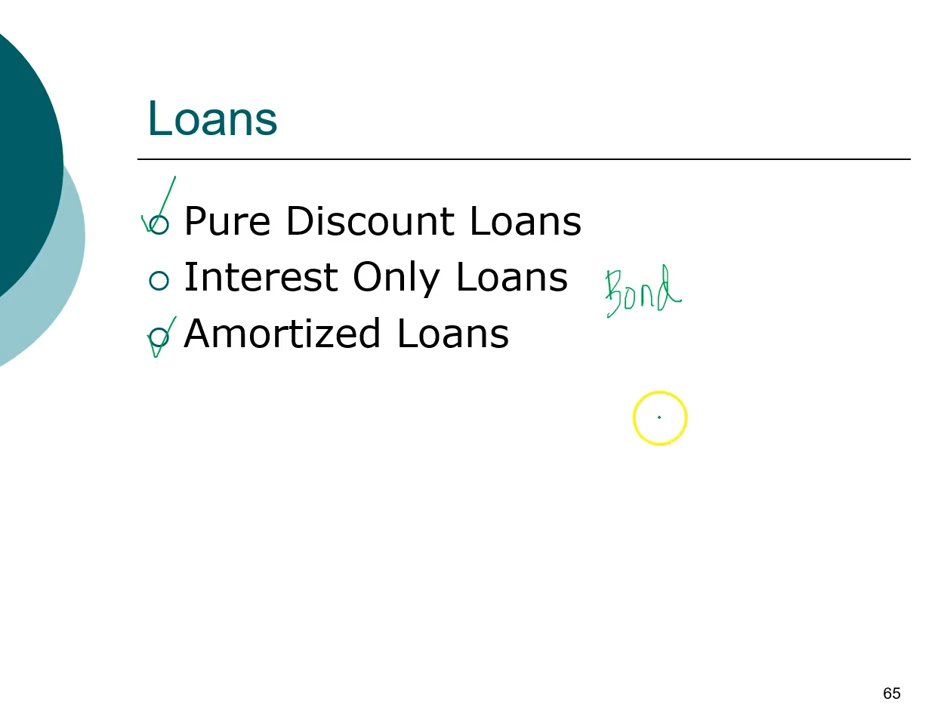 Loans
Pure Discount Loans
Interest Only Loans
Bond
Amortized Loans
65